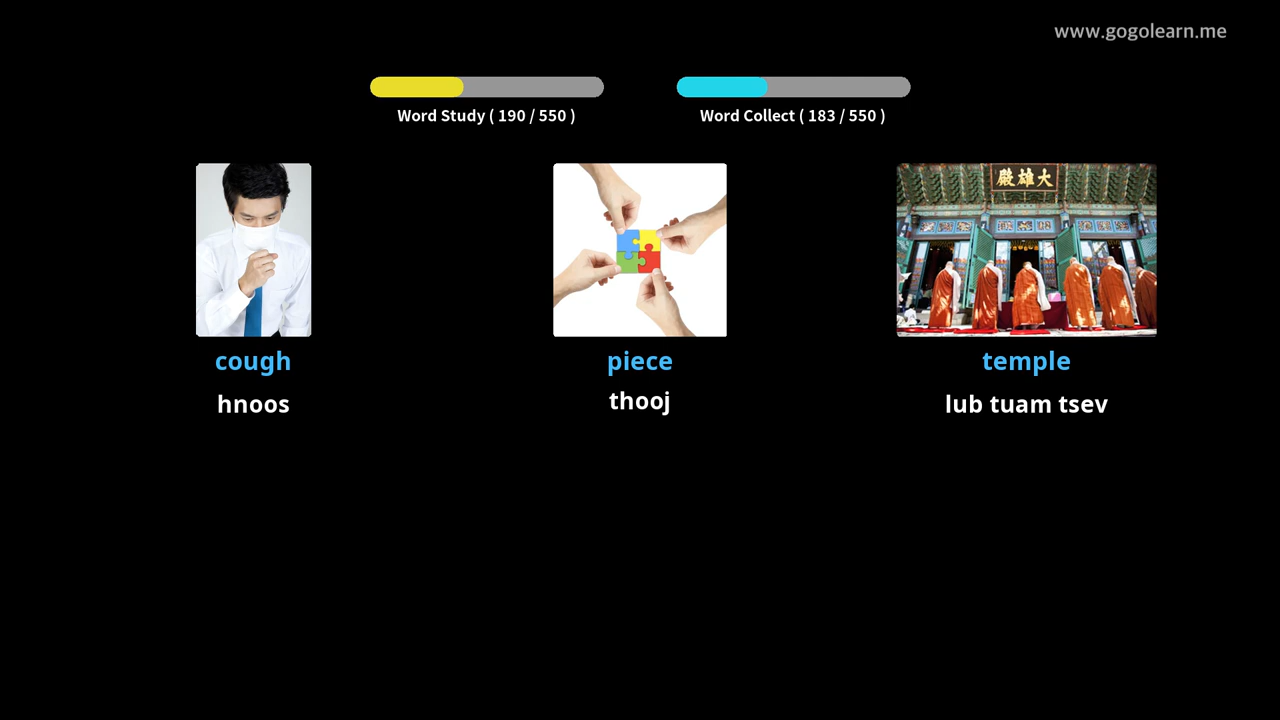 www.gogolearn.me
Word Study ( 190 / 550 )
Word Collect ( 183 / 550 )
殿雄大
cough
piece
temple
hnoos
thooj
lub tuam tsev